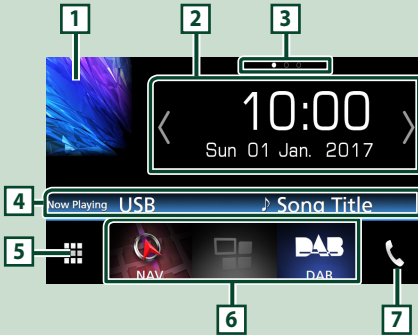 1
2
3
10:00
Sun 01 Jan. 2017
4
Now Playing USB ♪ Song Title
5
NAV
DAB
DAB
6
7